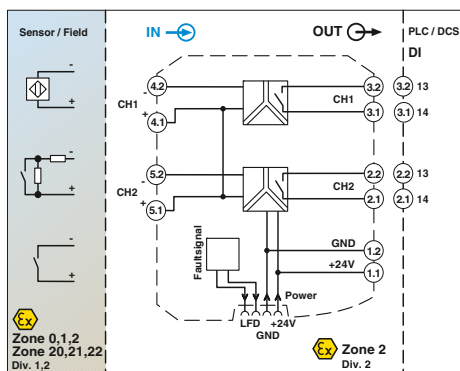 Sensor / Field
IN
OUT
PLC / DCS
DI
-
+
4.2
-
CH1
+
4.1
3.2
CH1
3.1
3.2 13
3.1 14
-
+
5.2
-
CH2
+
5.1
2.2
CH2
2.1
2.2 13
2.1 14
-
+
Faultsignal
GND
1.2
+24V
1.1
Power
LFD
+24V
GND
Ex
Zone 0,1,2
Zone 20,21,22
Div. 1,2
Ex
Zone 2
Div. 2